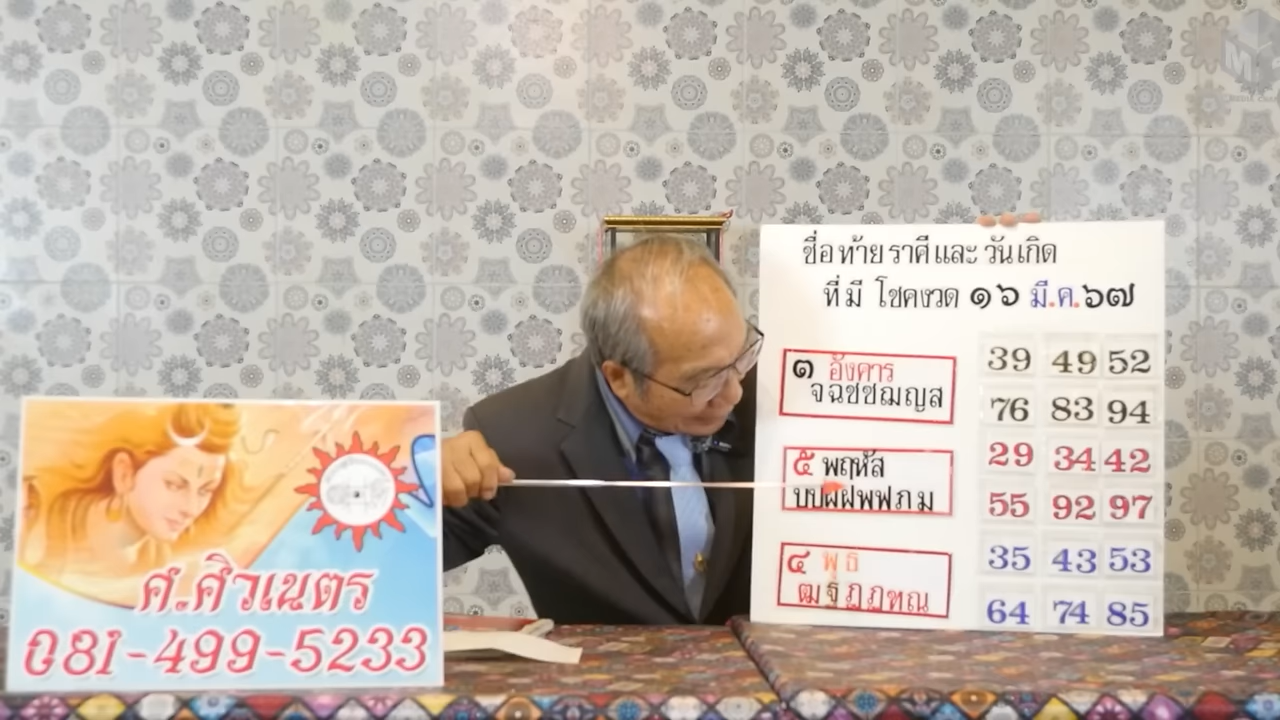 ชื่อท้ายราศีและ วันเกิด
ที่มี โชคงวด ๑๖ มี.ค.๖๗
๓ อังคาร
จฉชซฌญส
39 49 52
76 83 94
๕ พฤหัส
บปผฝพฟภม
29 34 42
55 92 97
๔ พุธ
ฒฐฎฏฑณ
35 43 53
64 74 85
ศ.ศิวเนตร
081-499-5233